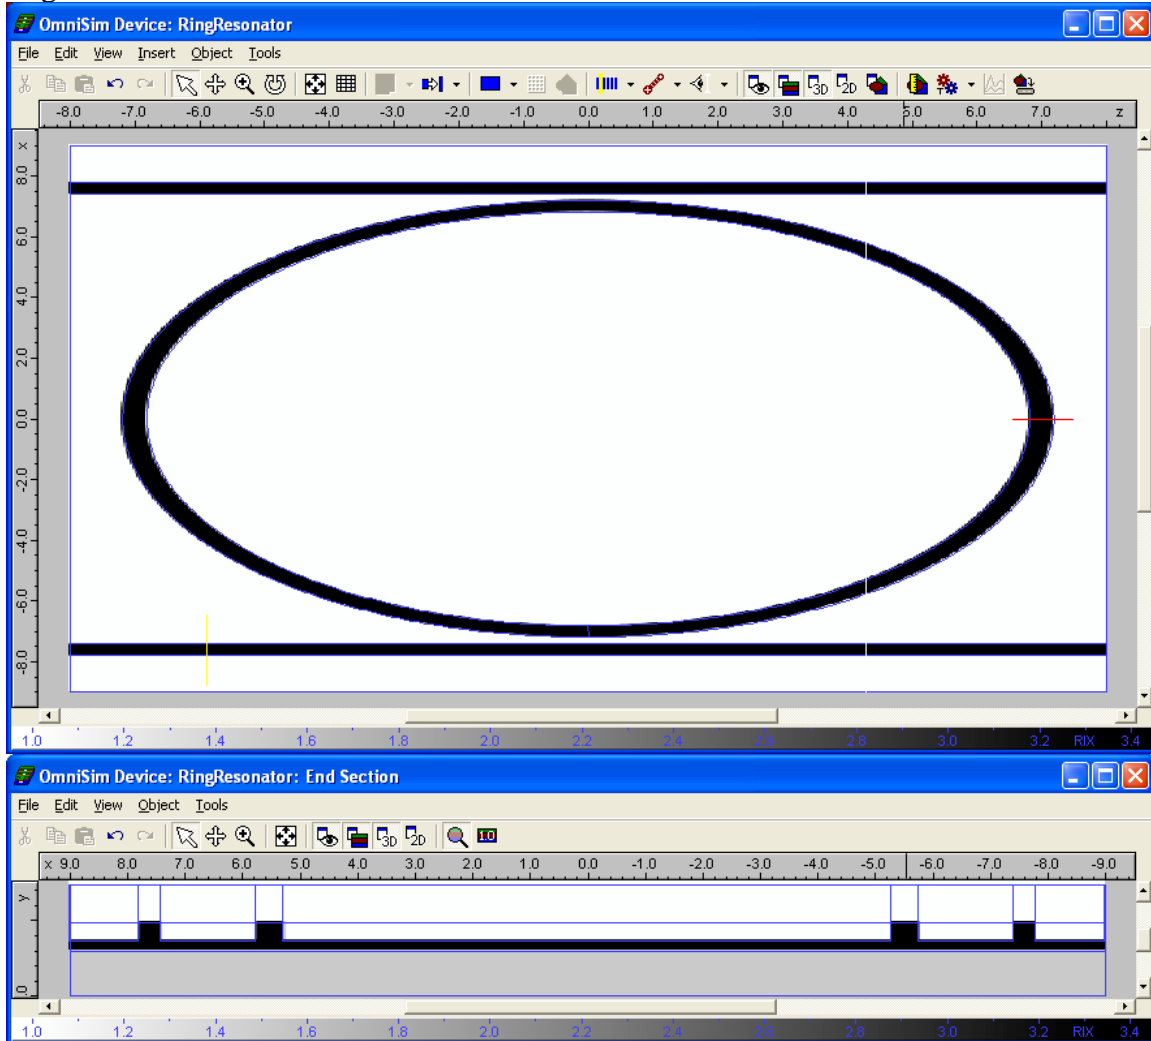 OmniSim Device: RingResonator
File Edit View Insert Object Tools
3D 2D
-8.0 -7.0 -6.0 -5.0 -4.0 -3.0 -2.0 -1.0 0.0 1.0 2.0 3.0 4.0 5.0 6.0 7.0 z
x
8.0
6.0
4.0
2.0
0.0
-2.0
-4.0
-6.0
-8.0
1.0 1.2 1.4 1.6 1.8 2.0 2.2 2.4 2.6 2.8 3.0 3.2 RIX 3.4
OmniSim Device: RingResonator: End Section
File Edit View Object Tools
3D 2D
x 9.0 8.0 7.0 6.0 5.0 4.0 3.0 2.0 1.0 0.0 -1.0 -2.0 -3.0 -4.0 -5.0 -6.0 -7.0 -8.0 -9.0
y
.0
1.0 1.2 1.4 1.6 1.8 2.0 2.2 2.4 2.6 2.8 3.0 3.2 RIX 3.4